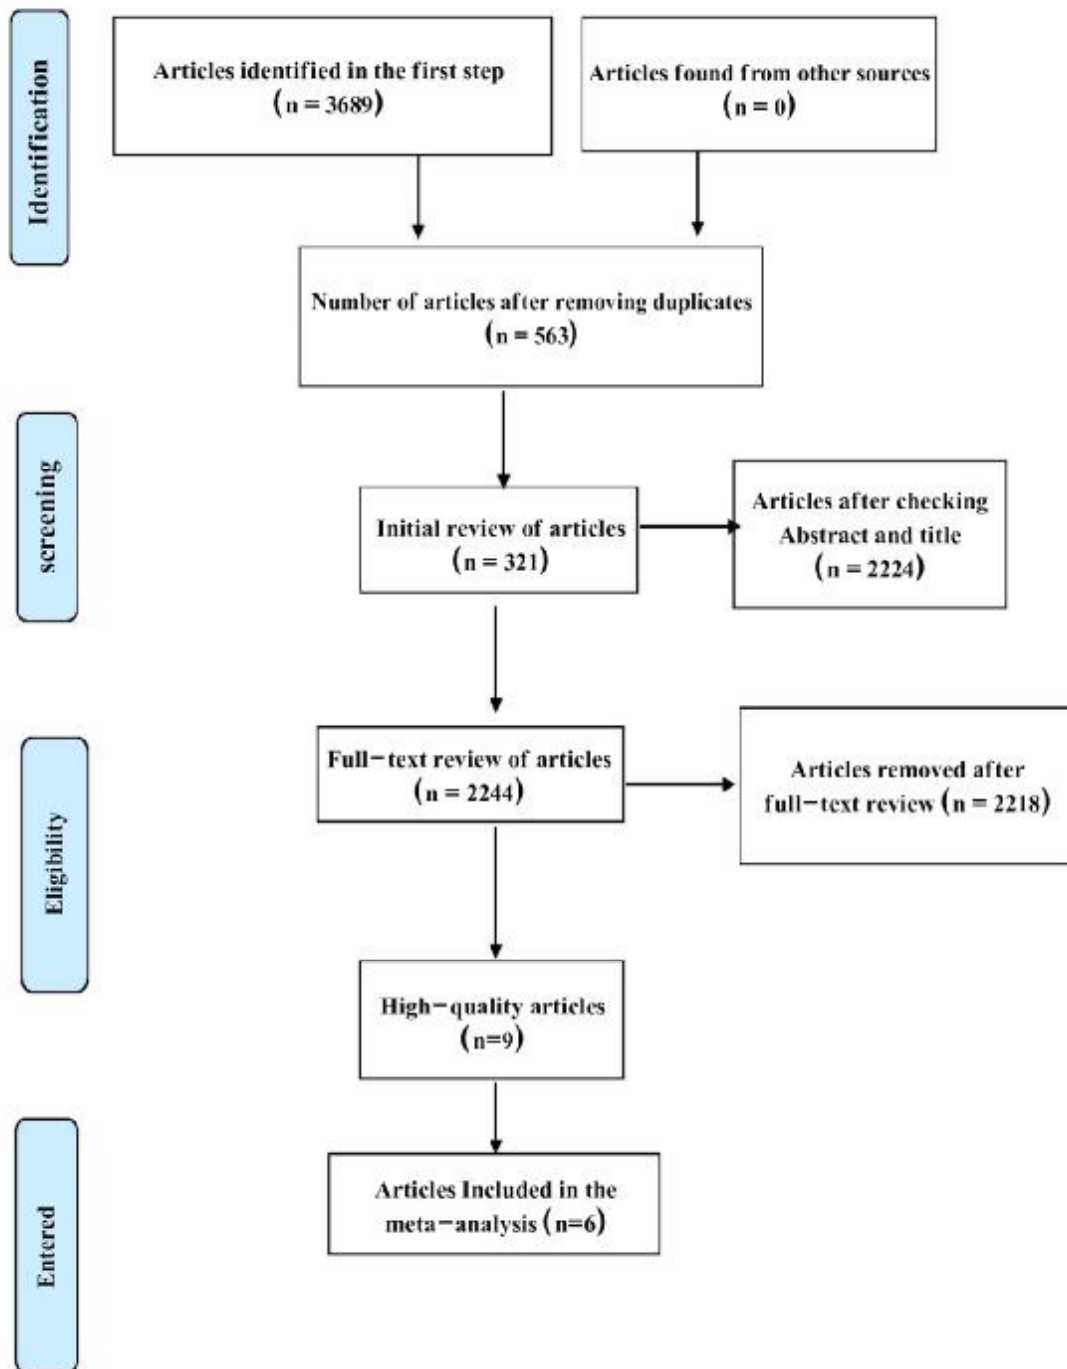 Identification
Articles identified in the first step
(n = 3689)
Articles found from other sources
(n = 0)
Number of articles after removing duplicates
(n = 563)
screening
Initial review of articles
(n = 321)
Articles after checking
Abstract and title
(n = 2224)
Eligibility
Full-text review of articles
(n = 2244)
Articles removed after
full-text review (n = 2218)
High-quality articles
(n=9)
Entered
Articles Included in the
meta-analysis (n=6)